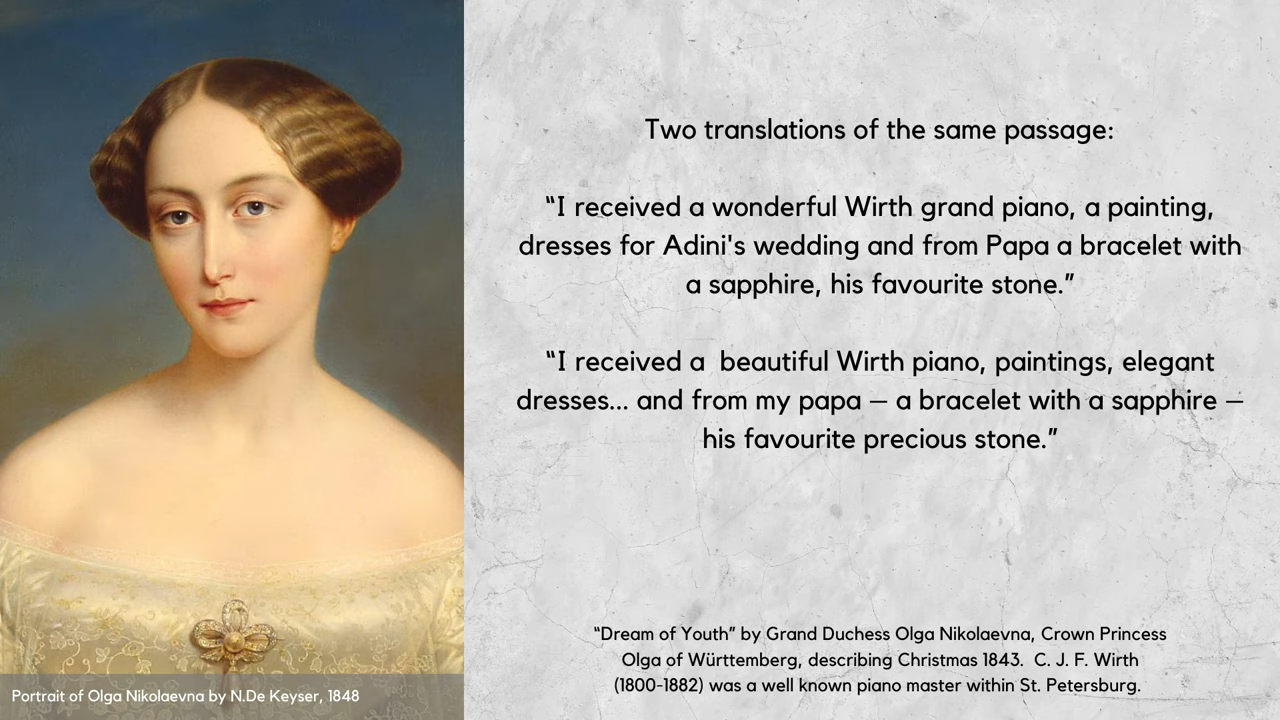 Two translations of the same passage:
“I received a wonderful Wirth grand piano, a painting,
dresses for Adini's wedding and from Papa a bracelet with
a sapphire, his favourite stone.”
“I received a  beautiful Wirth piano, paintings, elegant
dresses... and from my papa – a bracelet with a sapphire –
his favourite precious stone.”
“Dream of Youth” by Grand Duchess Olga Nikolaevna, Crown Princess
Olga of Württemberg, describing Christmas 1843.  C. J. F. Wirth
(1800-1882) was a well known piano master within St. Petersburg.
Portrait of Olga Nikolaevna by N.De Keyser, 1848